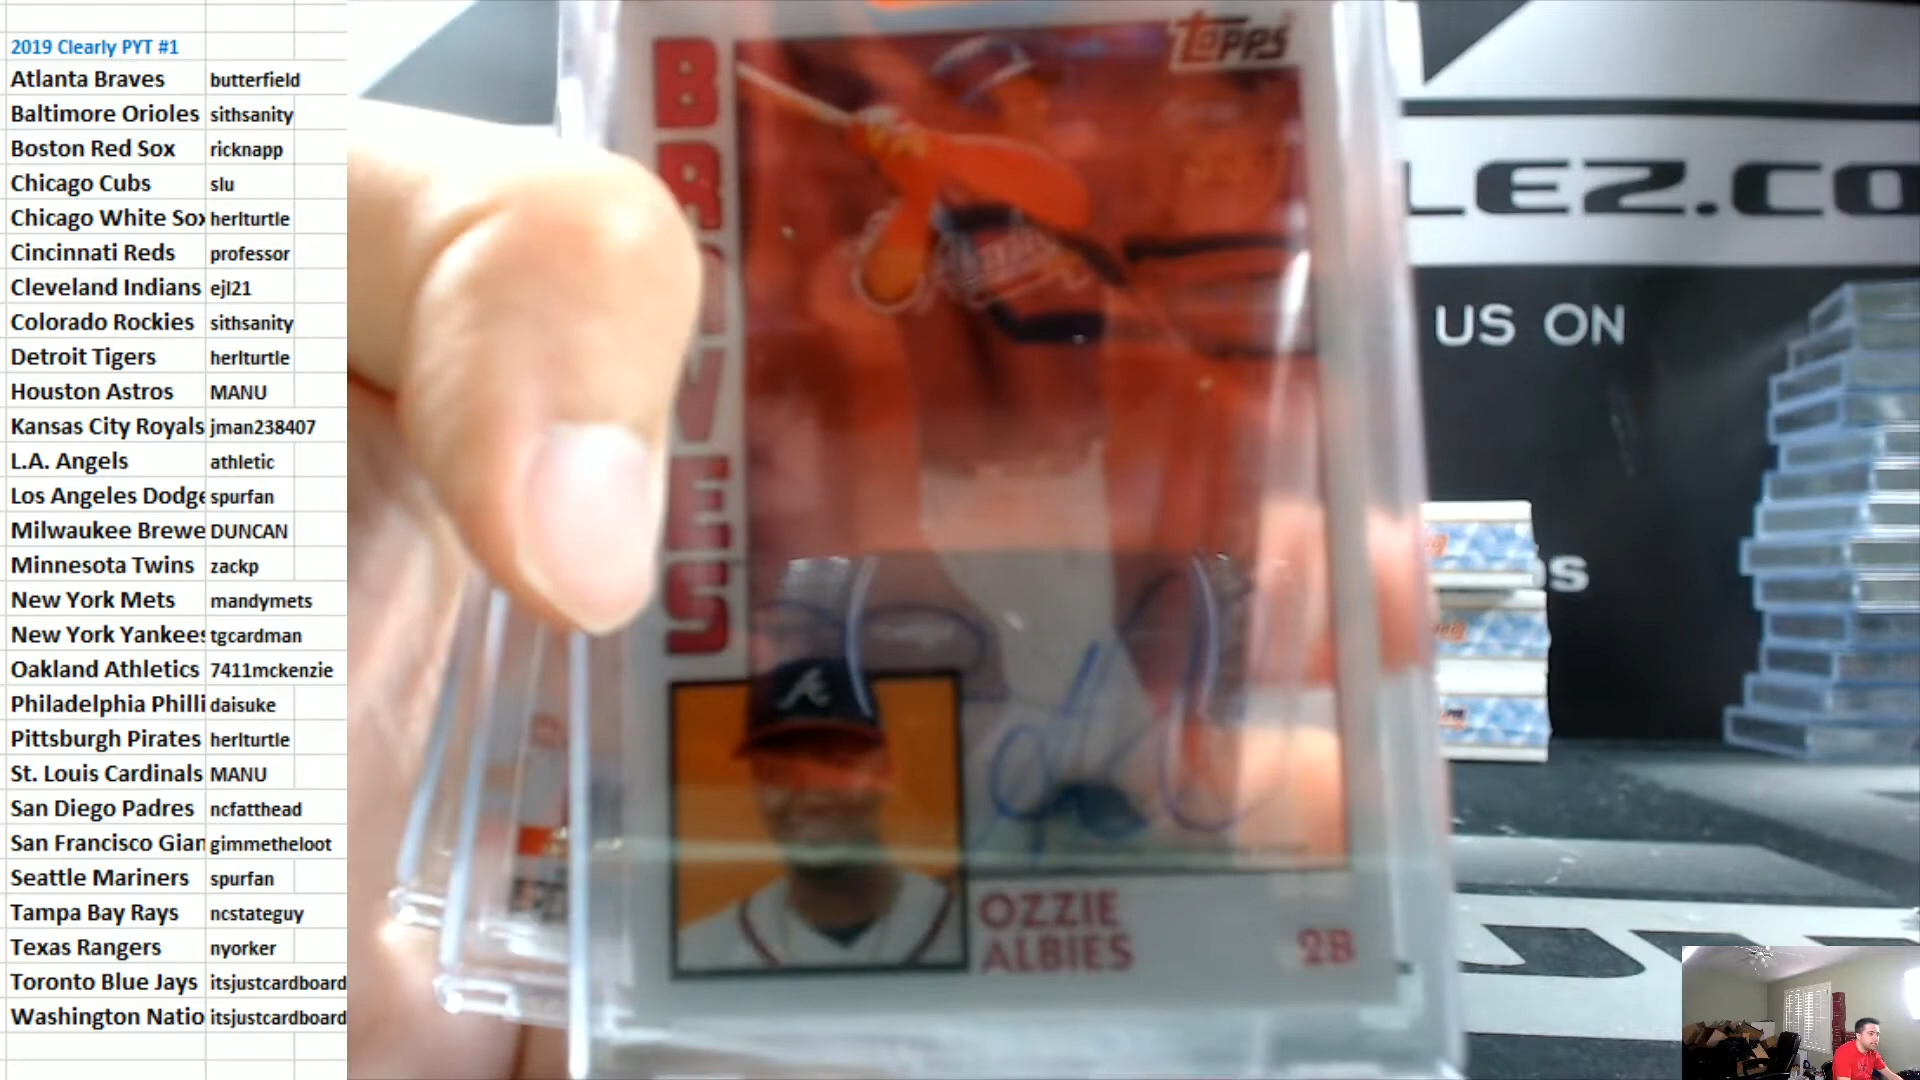 2019 Clearly PYT #1
Atlanta Braves butterfield
Baltimore Orioles sithsanity
Boston Red Sox ricknapp
Chicago Cubs slu
Chicago White Sox herlturtle
Cincinnati Reds professor
Cleveland Indians ejl21
Colorado Rockies sithsanity
Detroit Tigers herlturtle
Houston Astros MANU
Kansas City Royals jman238407
L.A. Angels athletic
Los Angeles Dodge spurfan
Milwaukee Brewe DUNCAN
Minnesota Twins zackp
New York Mets mandymets
New York Yankees tgcardman
Oakland Athletics 7411mckenzie
Philadelphia Philli daisuke
Pittsburgh Pirates herlturtle
St. Louis Cardinals MANU
San Diego Padres ncfatthead
San Francisco Gian gimmetheloot
Seattle Mariners spurfan
Tampa Bay Rays ncstateguy
Texas Rangers nyorker
Toronto Blue Jays itsjustcardboard
Washington Natio itsjustcardboard
TOPPS
BRAVES
OZZIE
ALBIES
2B
LEZ.CO
US ON